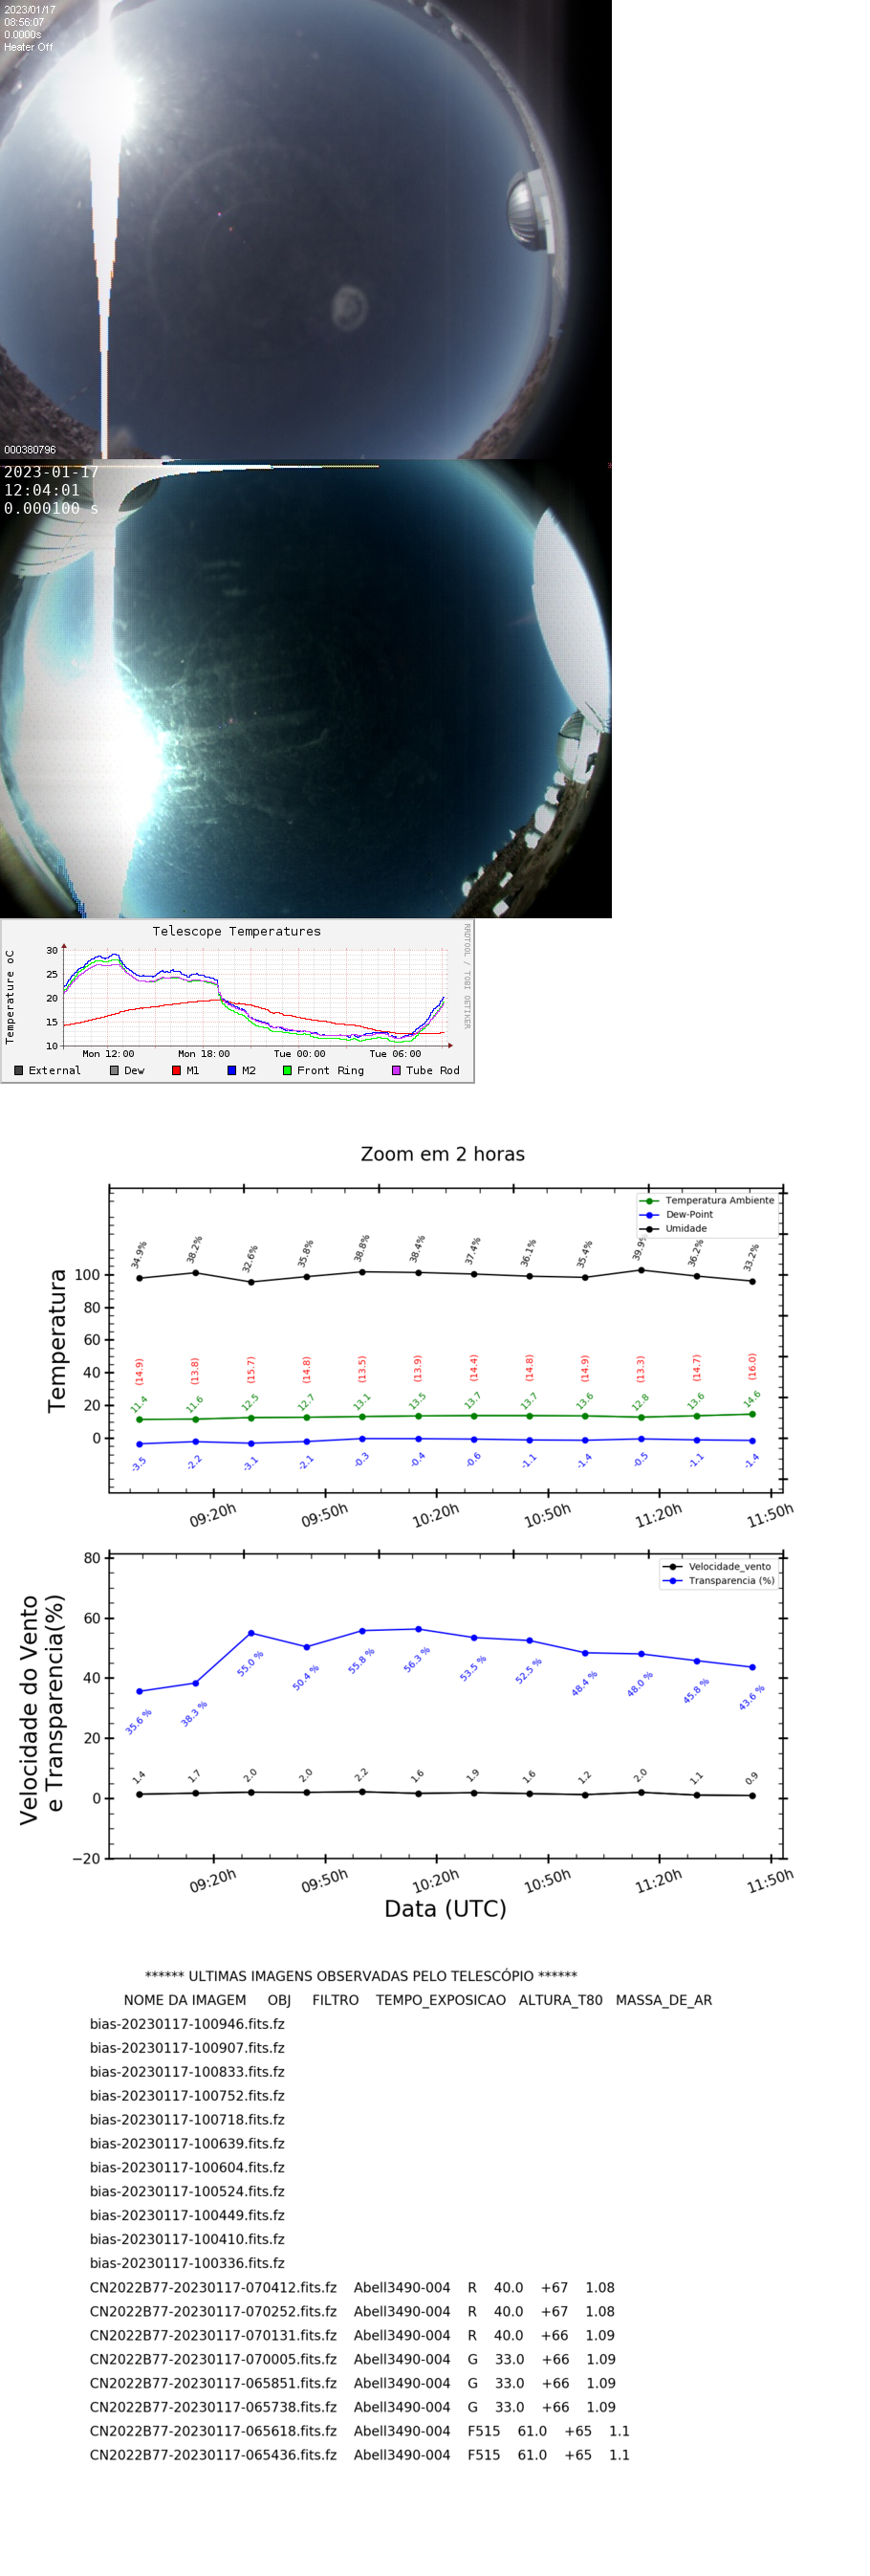 2023/01/17
08:56:07
0.0000s
Heater Off
000380796
2023-01-17
12:04:01
0.000100 s
Telescope Temperatures
RRDTOOL / TOBI OETIKER
Temperature oC
30
25
20
15
10
Mon 12:00 Mon 18:00 Tue 00:00 Tue 06:00
External Dew M1 M2 Front Ring Tube Rod
Zoom em 2 horas
Temperatura Ambiente
Dew-Point
Umidade
Temperatura
100
80
60
40
20
0
34.9% 38.2% 32.6% 35.8% 38.8% 38.4% 37.4% 36.1% 35.4% 39.9% 36.2% 33.2%
(14.9) (13.8) (15.7) (14.8) (13.5) (13.9) (14.4) (14.8) (14.9) (13.3) (14.7) (16.0)
11.4 11.6 12.5 12.7 13.1 13.5 13.7 13.7 13.6 12.8 13.6 14.6
-3.5 -2.2 -3.1 -2.1 -0.3 -0.4 -0.6 -1.1 -1.4 -0.5 -1.1 -1.4
09:20h 09:50h 10:20h 10:50h 11:20h 11:50h
Velocidade_vento
Transparencia (%)
Velocidade do Vento
e Transparencia(%)
80
60
40
20
0
−20
35.6 % 38.3 % 55.0 % 50.4 % 55.8 % 56.3 % 53.5 % 52.5 % 48.4 % 48.0 % 45.8 % 43.6 %
1.4 1.7 2.0 2.0 2.2 1.6 1.9 1.6 1.2 2.0 1.1 0.9
09:20h 09:50h 10:20h 10:50h 11:20h 11:50h
Data (UTC)
****** ULTIMAS IMAGENS OBSERVADAS PELO TELESCÓPIO ******
NOME DA IMAGEM OBJ FILTRO TEMPO_EXPOSICAO ALTURA_T80 MASSA_DE_AR
bias-20230117-100946.fits.fz
bias-20230117-100907.fits.fz
bias-20230117-100833.fits.fz
bias-20230117-100752.fits.fz
bias-20230117-100718.fits.fz
bias-20230117-100639.fits.fz
bias-20230117-100604.fits.fz
bias-20230117-100524.fits.fz
bias-20230117-100449.fits.fz
bias-20230117-100410.fits.fz
bias-20230117-100336.fits.fz
CN2022B77-20230117-070412.fits.fz Abell3490-004 R 40.0 +67 1.08
CN2022B77-20230117-070252.fits.fz Abell3490-004 R 40.0 +67 1.08
CN2022B77-20230117-070131.fits.fz Abell3490-004 R 40.0 +66 1.09
CN2022B77-20230117-070005.fits.fz Abell3490-004 G 33.0 +66 1.09
CN2022B77-20230117-065851.fits.fz Abell3490-004 G 33.0 +66 1.09
CN2022B77-20230117-065738.fits.fz Abell3490-004 G 33.0 +66 1.09
CN2022B77-20230117-065618.fits.fz Abell3490-004 F515 61.0 +65 1.1
CN2022B77-20230117-065436.fits.fz Abell3490-004 F515 61.0 +65 1.1